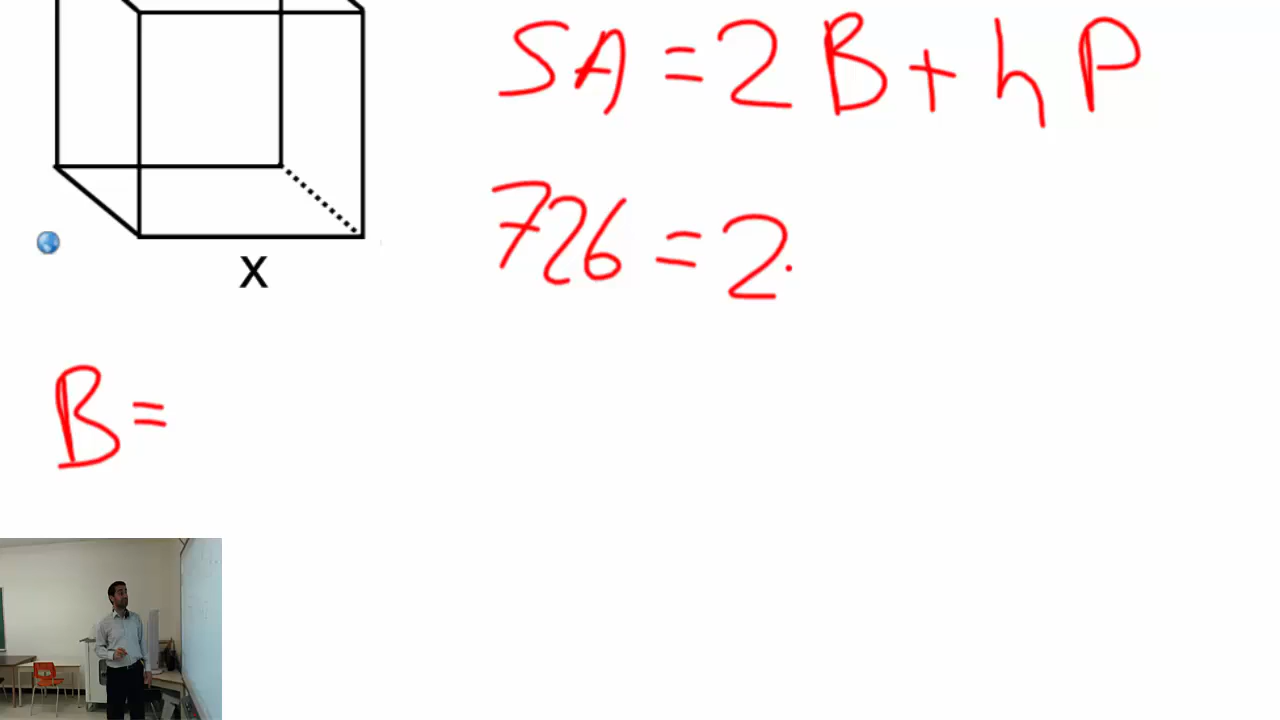 SA = 2B + hP
726 = 2.
x
B =